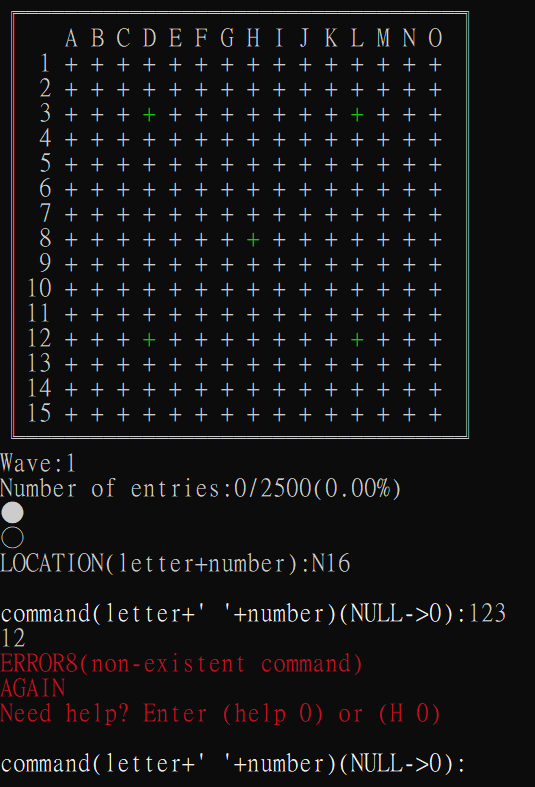 A B C D E F G H I J K L M N O
1 + + + + + + + + + + + + + + +
2 + + + + + + + + + + + + + + +
3 + + + + + + + + + + + + + + +
4 + + + + + + + + + + + + + + +
5 + + + + + + + + + + + + + + +
6 + + + + + + + + + + + + + + +
7 + + + + + + + + + + + + + + +
8 + + + + + + + + + + + + + + +
9 + + + + + + + + + + + + + + +
10 + + + + + + + + + + + + + + +
11 + + + + + + + + + + + + + + +
12 + + + + + + + + + + + + + + +
13 + + + + + + + + + + + + + + +
14 + + + + + + + + + + + + + + +
15 + + + + + + + + + + + + + + +
Wave:1
Number of entries:0/2500(0.00%)
●
○
LOCATION(letter+number):N16
command(letter+' '+number)(NULL->0):123
12
ERROR8(non-existent command)
AGAIN
Need help? Enter (help 0) or (H 0)
command(letter+' '+number)(NULL->0):